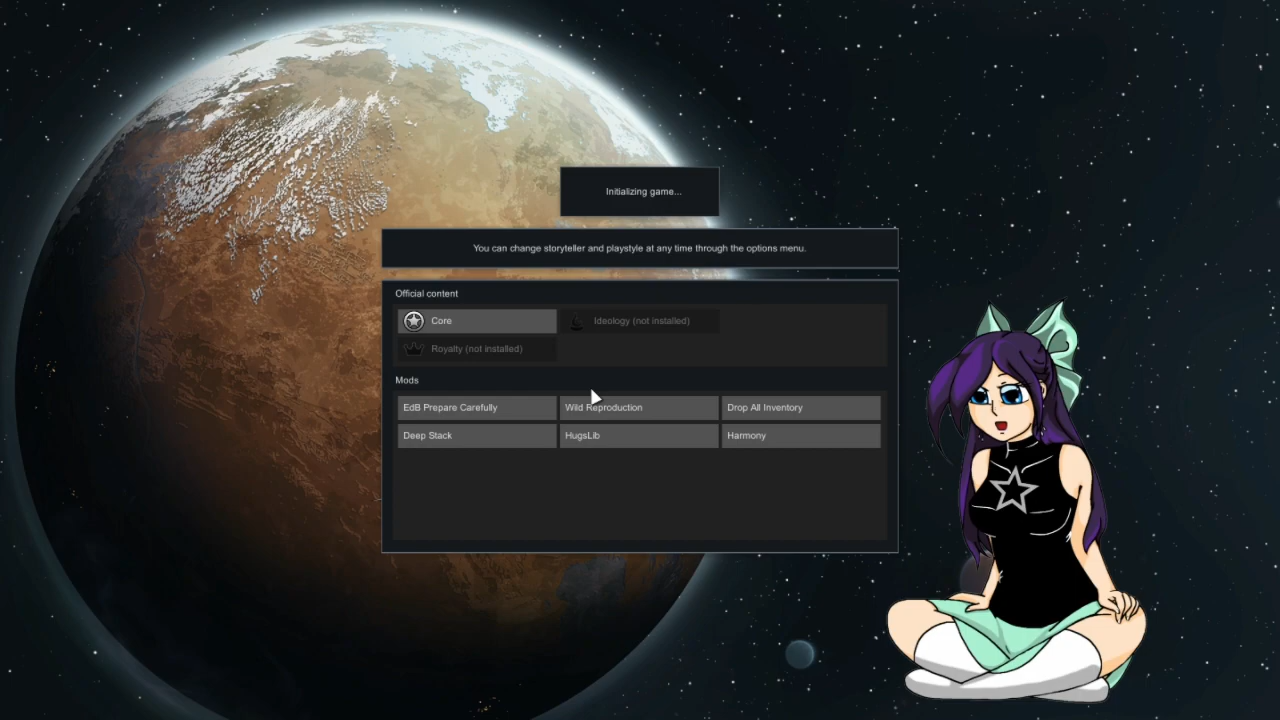 Initializing game...
You can change storyteller and playstyle at any time through the options menu.
Official content
Core
Ideology (not installed)
Royalty (not installed)
Mods
EdB Prepare Carefully
Wild Reproduction
Drop All Inventory
Deep Stack
HugsLib
Harmony